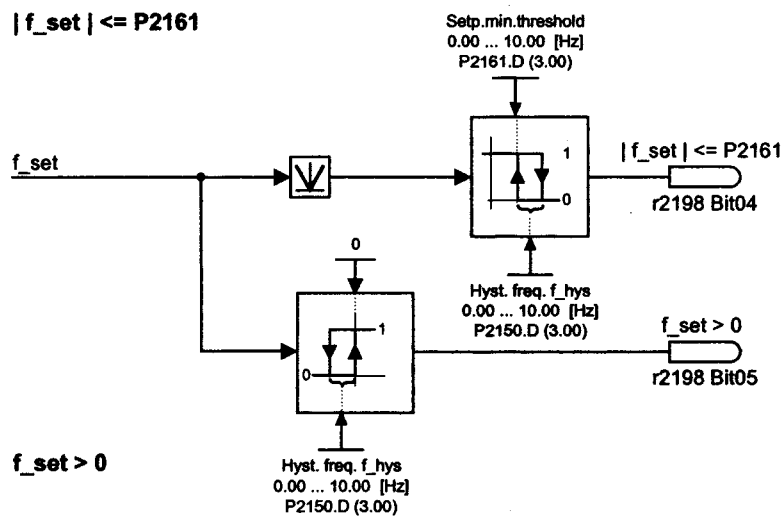 | f_set | <= P2161
Setp.min.threshold
0.00 ... 10.00 [Hz]
P2161.D (3.00)
f_set
1
0
| f_set | <= P2161
r2198 Bit04
Hyst. freq. f_hys
0.00 ... 10.00 [Hz]
P2150.D (3.00)
0
1
0
f_set > 0
r2198 Bit05
f_set > 0
Hyst. freq. f_hys
0.00 ... 10.00 [Hz]
P2150.D (3.00)